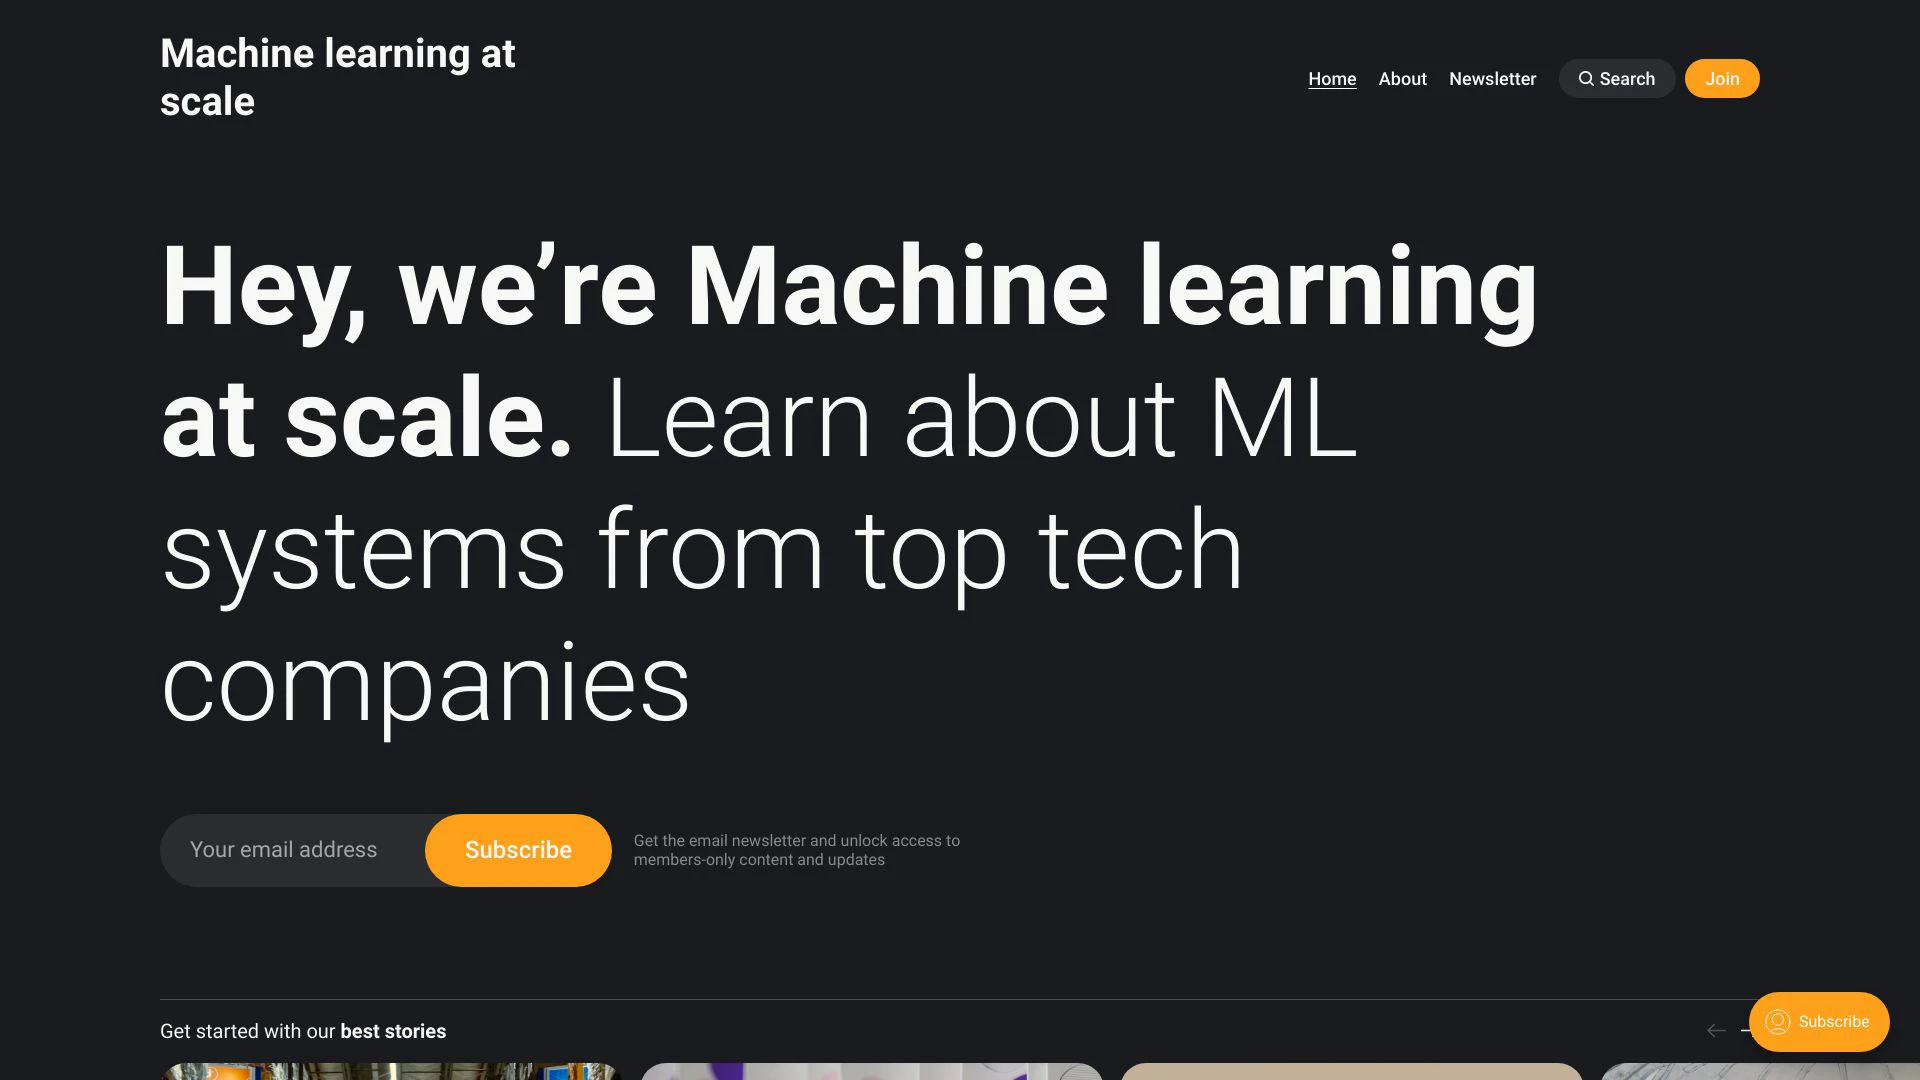 Machine learning at
scale
Home About Newsletter Search Join
Hey, we’re Machine learning
at scale. Learn about ML
systems from top tech
companies
Your email address Subscribe
Get the email newsletter and unlock access to
members-only content and updates
Get started with our best stories
Subscribe